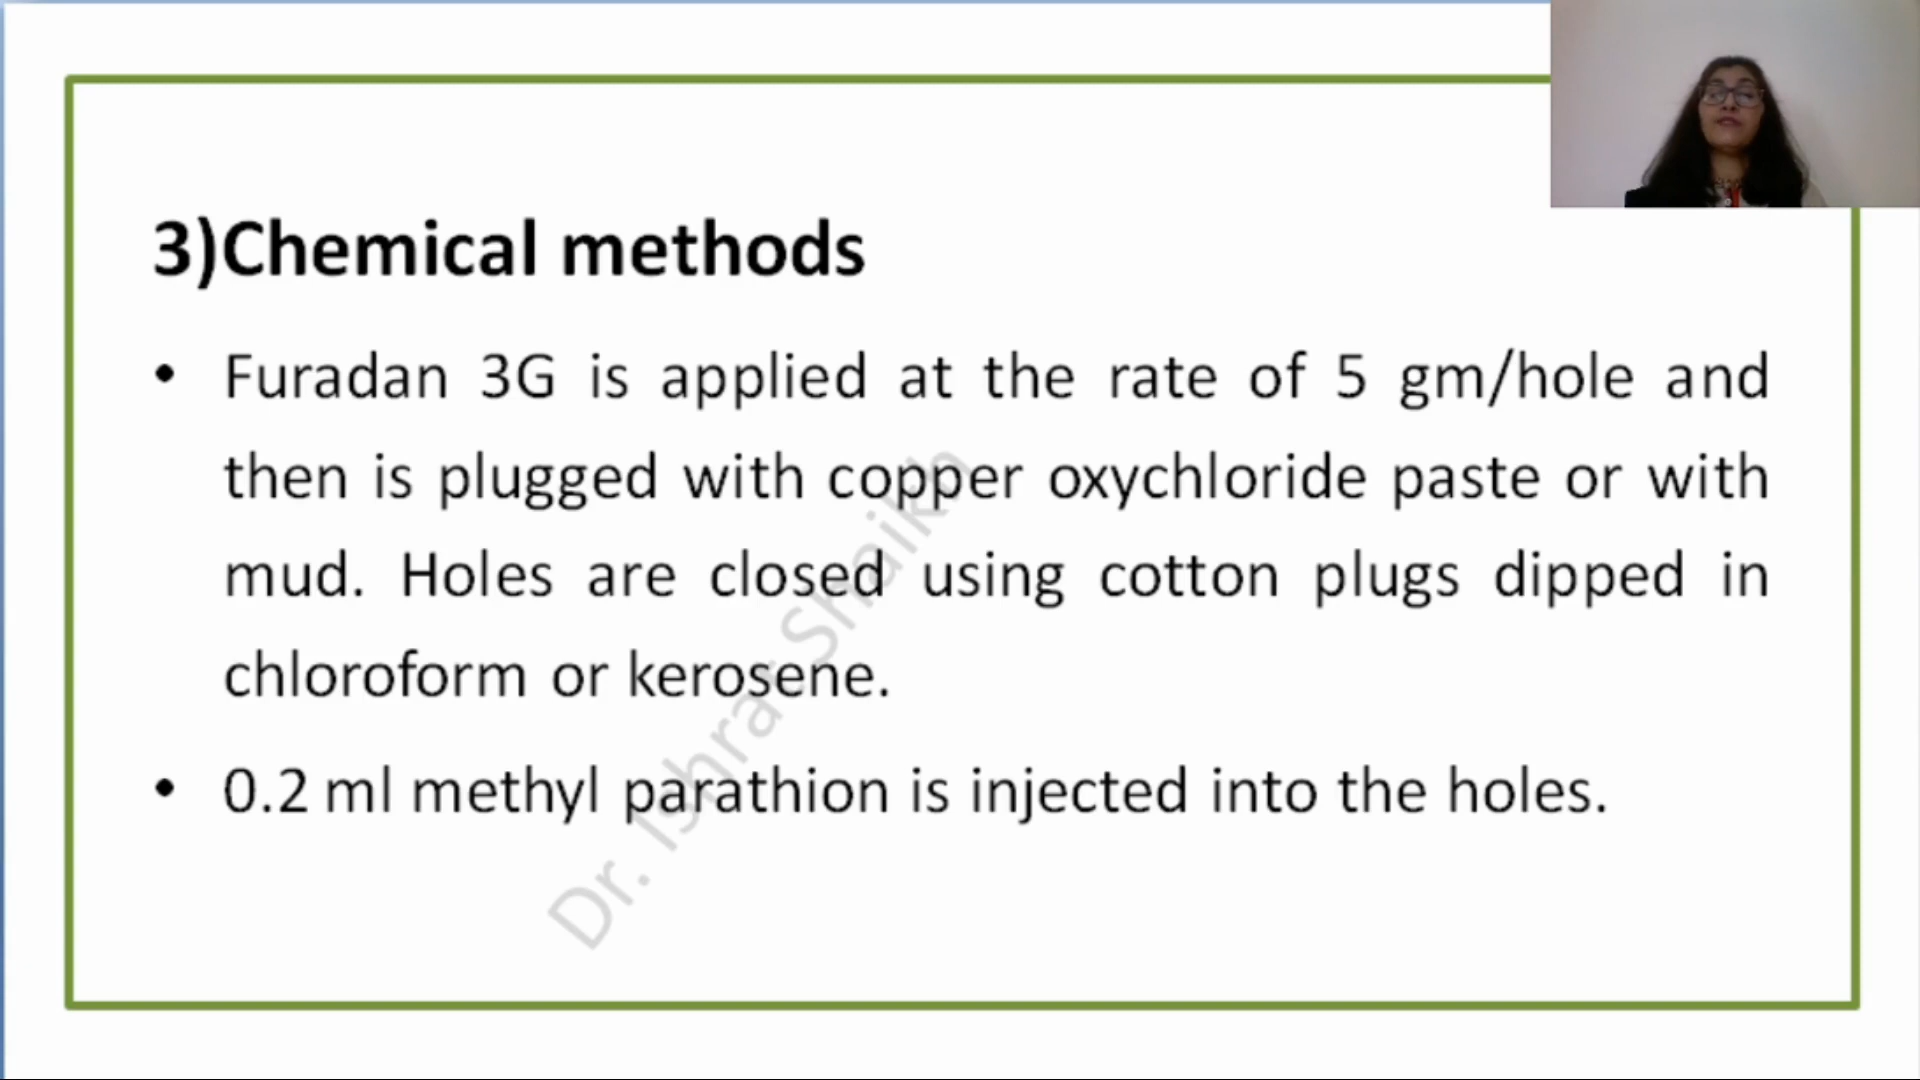 3)Chemical methods
• Furadan 3G is applied at the rate of 5 gm/hole and
then is plugged with copper oxychloride paste or with
mud. Holes are closed using cotton plugs dipped in
chloroform or kerosene.
• 0.2 ml methyl parathion is injected into the holes.
Dr. Ishrat Shaikh